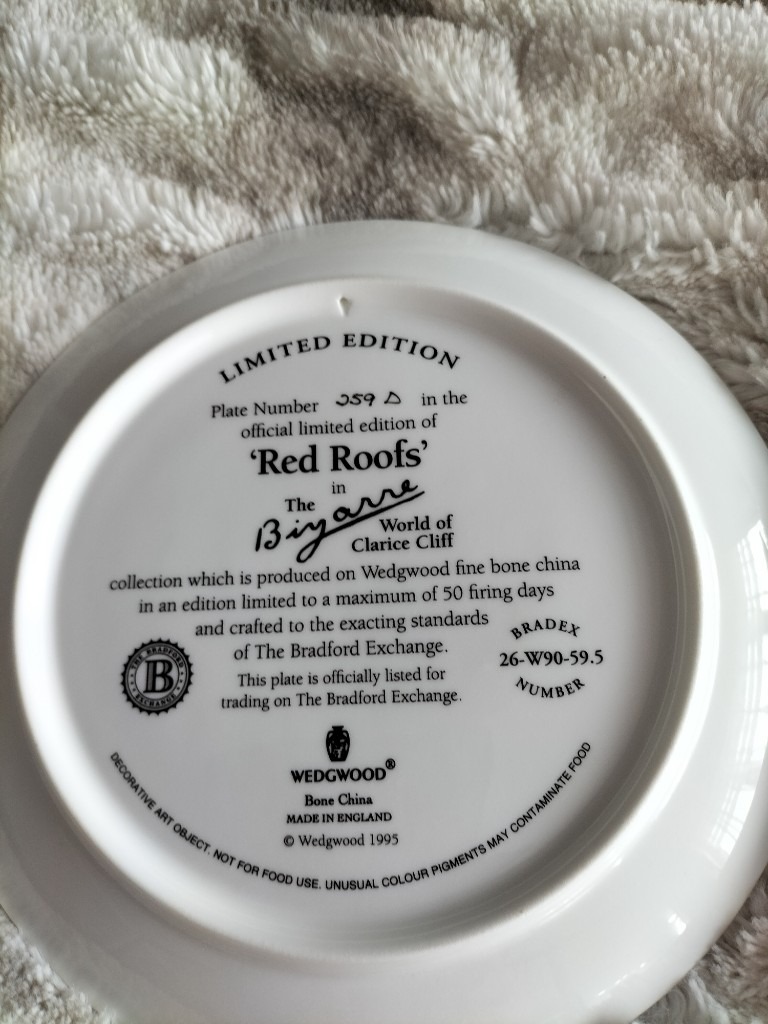 LIMITED EDITION
Plate Number 259 D in the
official limited edition of
'Red Roofs'
in
The Bizarre World of
Clarice Cliff
collection which is produced on Wedgwood fine bone china
in an edition limited to a maximum of 50 firing days
and crafted to the exacting standards
of The Bradford Exchange.
This plate is officially listed for
trading on The Bradford Exchange.
THE BRADFORD
B
EXCHANGE
BRADEX
26-W90-59.5
NUMBER
WEDGWOOD®
Bone China
MADE IN ENGLAND
© Wedgwood 1995
DECORATIVE ART OBJECT. NOT FOR FOOD USE. UNUSUAL COLOUR PIGMENTS MAY CONTAMINATE FOOD